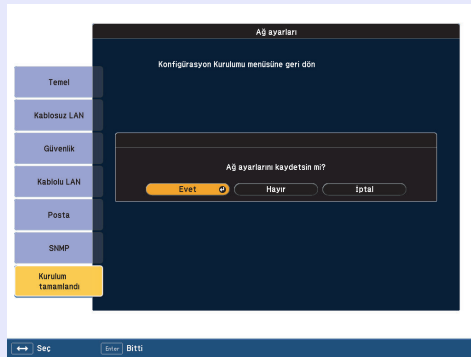 Ağ ayarları
Konfigürasyon Kurulumu menüsüne geri dön
Temel
Kablosuz LAN
Güvenlik
Kablolu LAN
Posta
SNMP
Kurulum
tamamlandı
Ağ ayarlarını kaydetsin mi?
Evet Hayır İptal
Seç Enter Bitti